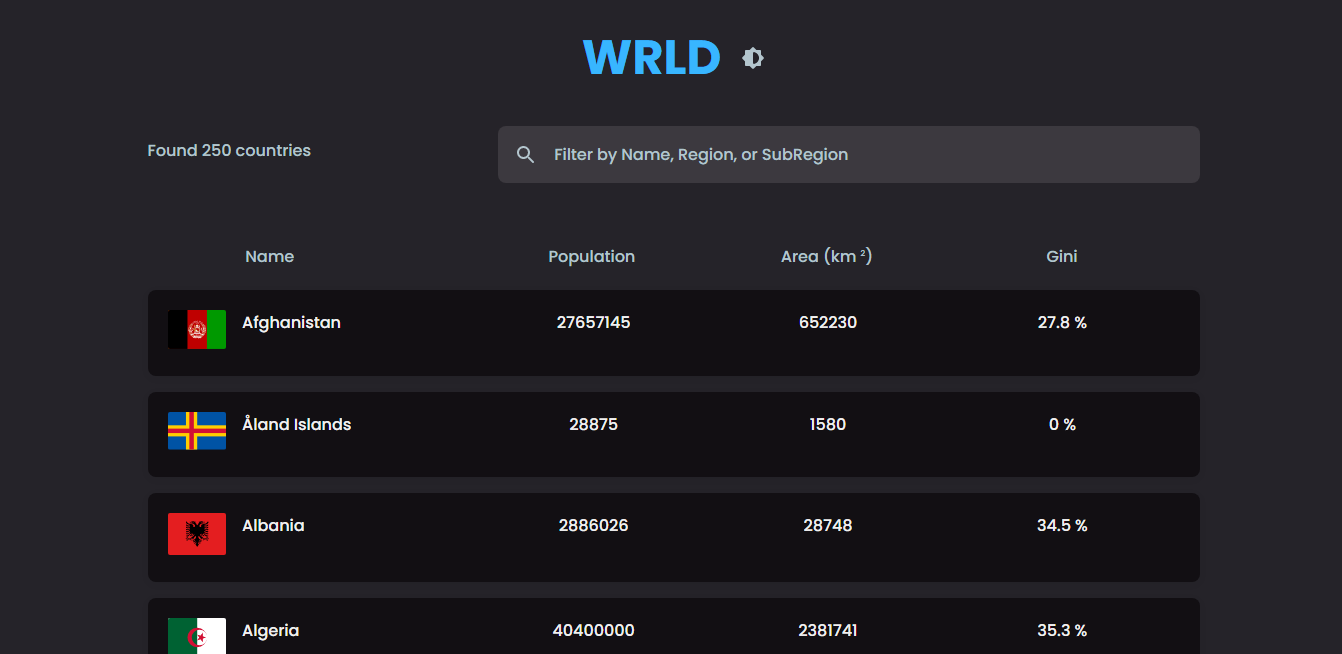 WRLD
Found 250 countries
Filter by Name, Region, or SubRegion
Name Population Area (km ²) Gini
Afghanistan 27657145 652230 27.8 %
Åland Islands 28875 1580 0 %
Albania 2886026 28748 34.5 %
Algeria 40400000 2381741 35.3 %